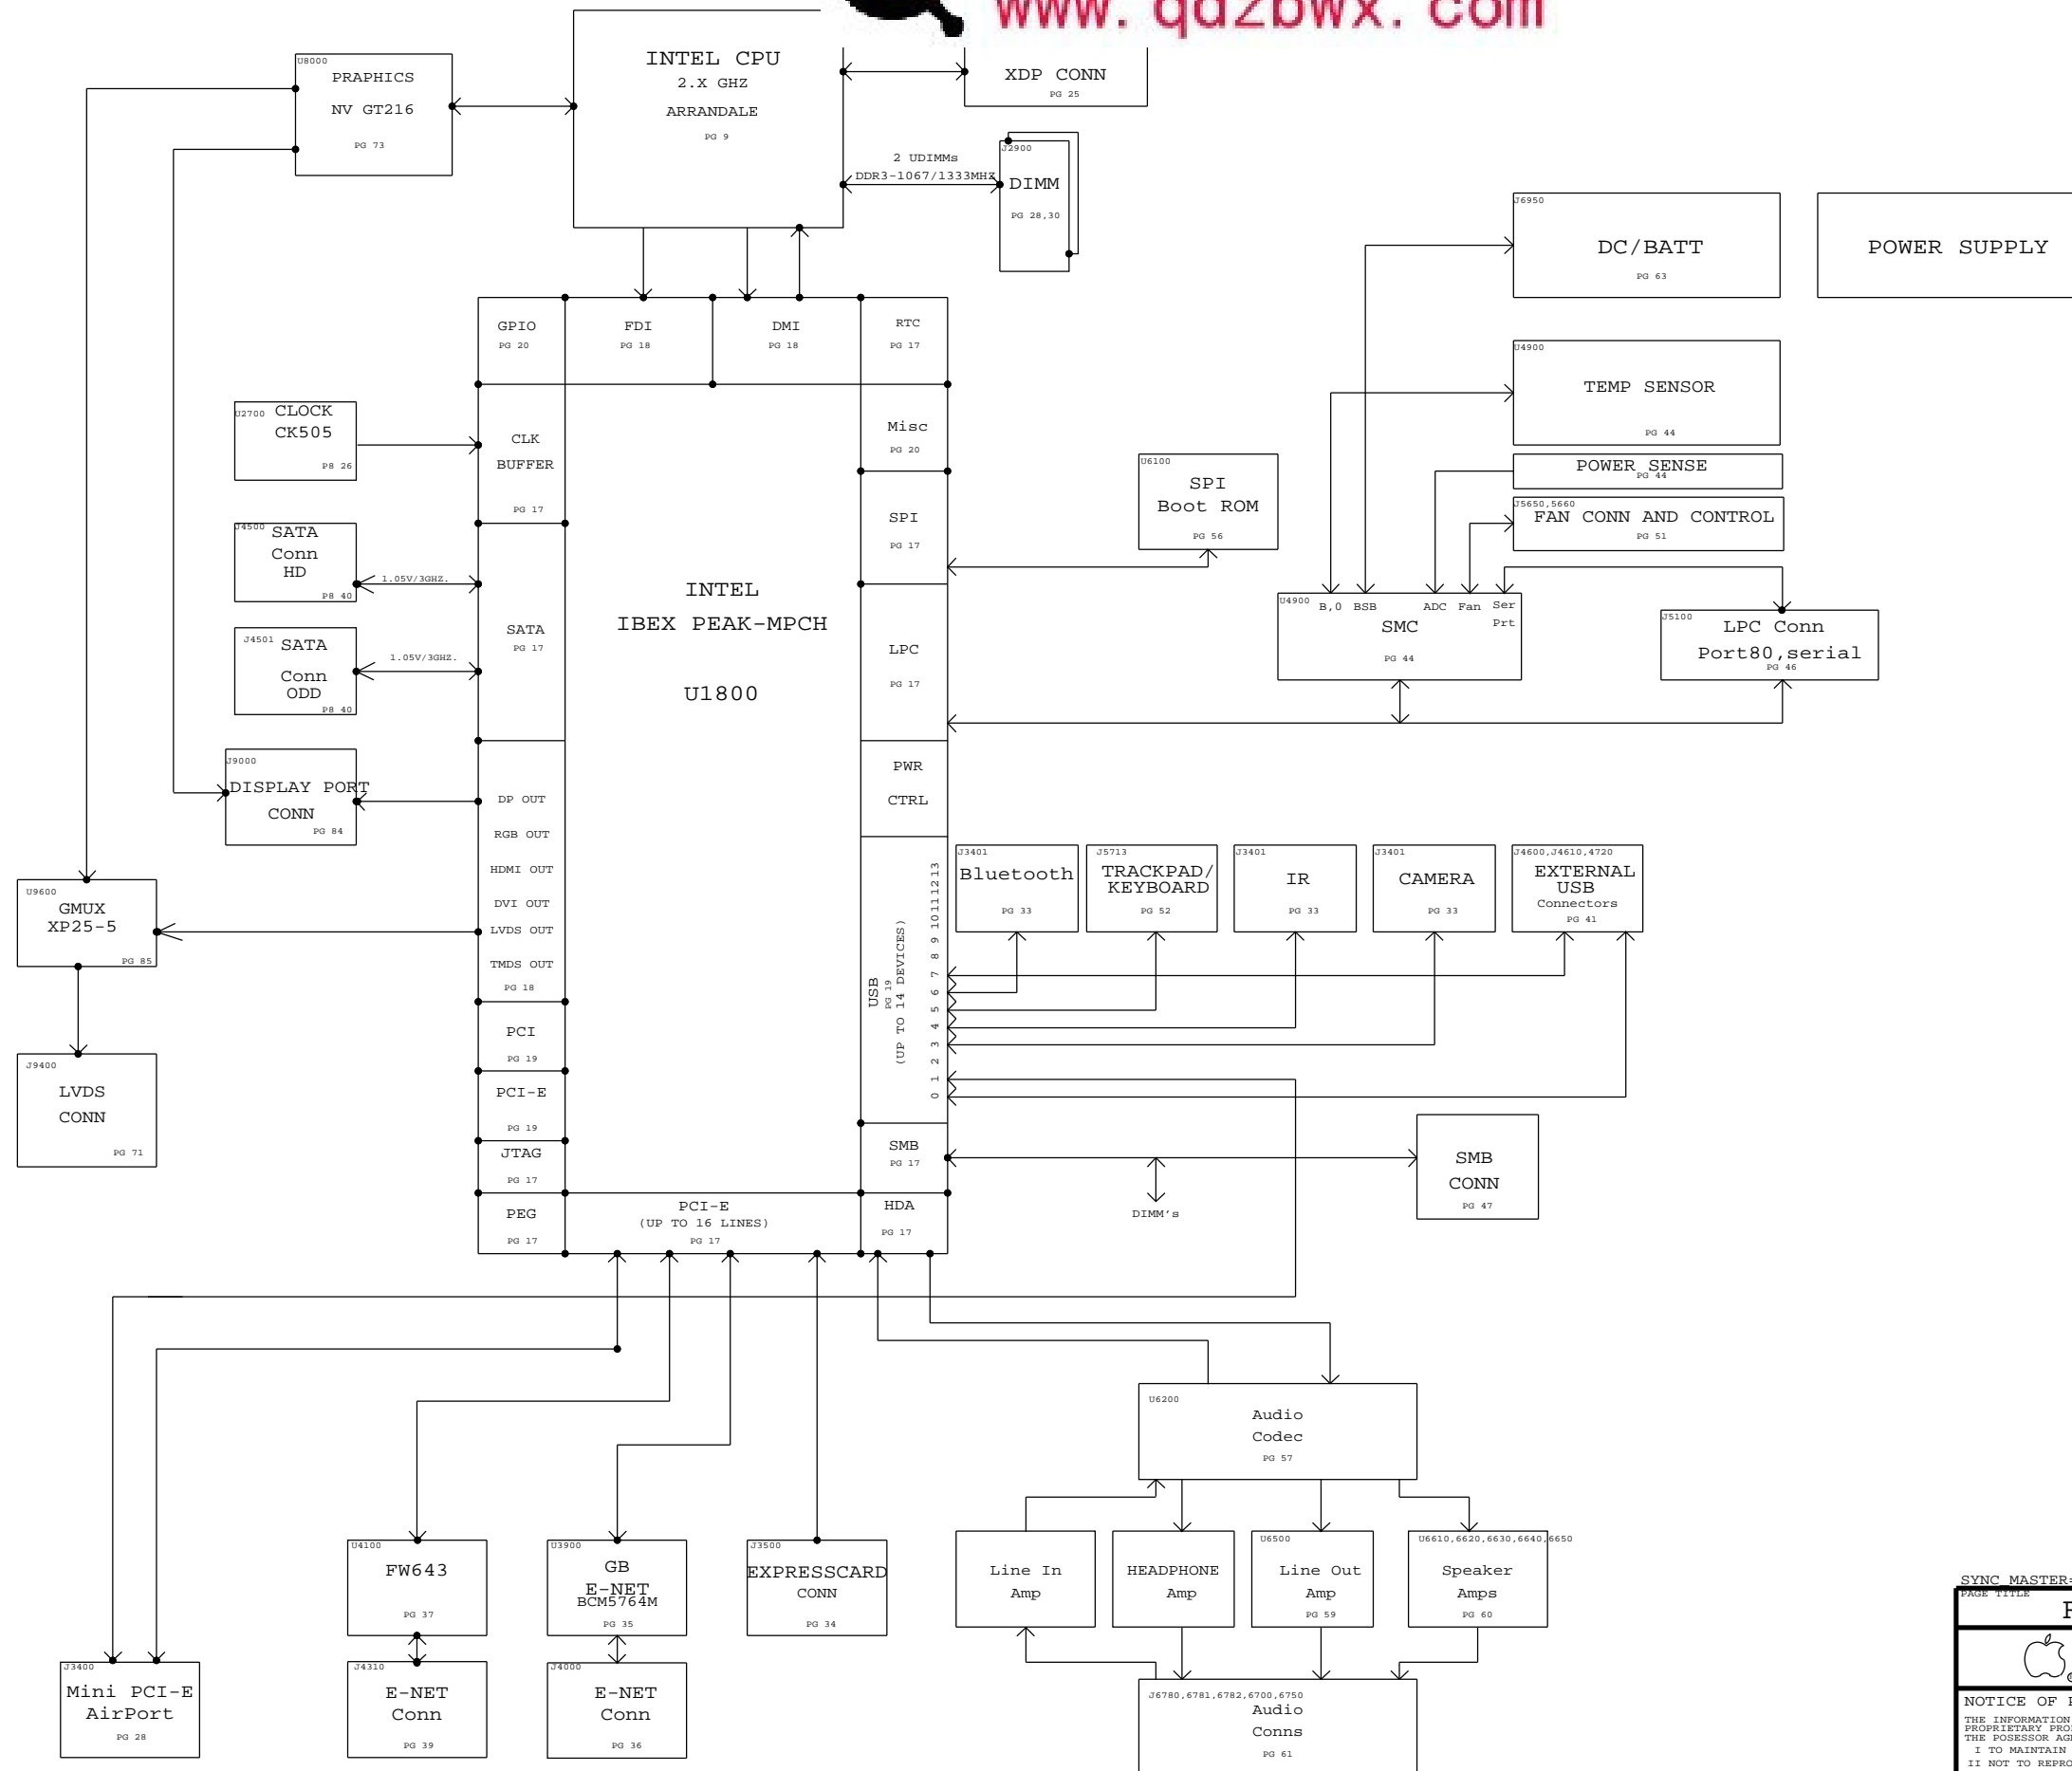 www.qdzbwx.com
U8000
PRAPHICS
NV GT216
PG 73
INTEL CPU
2.X GHZ
ARRANDALE
PG 9
XDP CONN
PG 25
2 UDIMMs
DDR3-1067/1333MHZ
J2900
DIMM
PG 28,30
J6950
DC/BATT
PG 63
POWER SUPPLY
GPIO
PG 20
FDI
PG 18
DMI
PG 18
RTC
PG 17
U4900
TEMP SENSOR
PG 44
U2700 CLOCK
CK505
P8 26
CLK
BUFFER
PG 17
Misc
PG 20
U6100
SPI
Boot ROM
PG 56
POWER SENSE
PG 44
J5650,5660
FAN CONN AND CONTROL
PG 51
J4500
SATA
Conn
HD
P8 40
1.05V/3GHZ.
SPI
PG 17
INTEL
IBEX PEAK-MPCH
U1800
U4900 B,0 BSB ADC Fan Ser
Prt
SMC
PG 44
J5100
LPC Conn
Port80,serial
PG 46
J4501 SATA
Conn
ODD
P8 40
1.05V/3GHZ.
SATA
PG 17
LPC
PG 17
PWR
CTRL
J9000
DISPLAY PORT
CONN
PG 84
DP OUT
RGB OUT
HDMI OUT
DVI OUT
LVDS OUT
TMDS OUT
PG 18
U9600
GMUX
XP25-5
PG 85
J3401
Bluetooth
PG 33
J5713
TRACKPAD/
KEYBOARD
PG 52
J3401
IR
PG 33
J3401
CAMERA
PG 33
J4600,J4610,4720
EXTERNAL
USB
Connectors
PG 41
USB
PG 19
(UP TO 14 DEVICES)
0 1 2 3 4 5 6 7 8 9 10 11 12 13
J9400
LVDS
CONN
PG 71
PCI
PG 19
PCI-E
PG 19
JTAG
PG 17
PEG
PG 17
PCI-E
(UP TO 16 LINES)
PG 17
SMB
PG 17
HDA
PG 17
DIMM's
SMB
CONN
PG 47
U6200
Audio
Codec
PG 57
U4100
FW643
PG 37
U3900
GB
E-NET
BCM5764M
PG 35
J3500
EXPRESSCARD
CONN
PG 34
Line In
Amp
HEADPHONE
Amp
U6500
Line Out
Amp
PG 59
U6610,6620,6630,6640,6650
Speaker
Amps
PG 60
J3400
Mini PCI-E
AirPort
PG 28
J4310
E-NET
Conn
PG 39
J4000
E-NET
Conn
PG 36
J6780,6781,6782,6700,6750
Audio
Conns
PG 61
SYNC_MASTER=
PAGE TITLE
NOTICE OF
THE INFORMATION
PROPRIETARY
THE POSESSOR
I TO MAINTAIN
II NOT TO